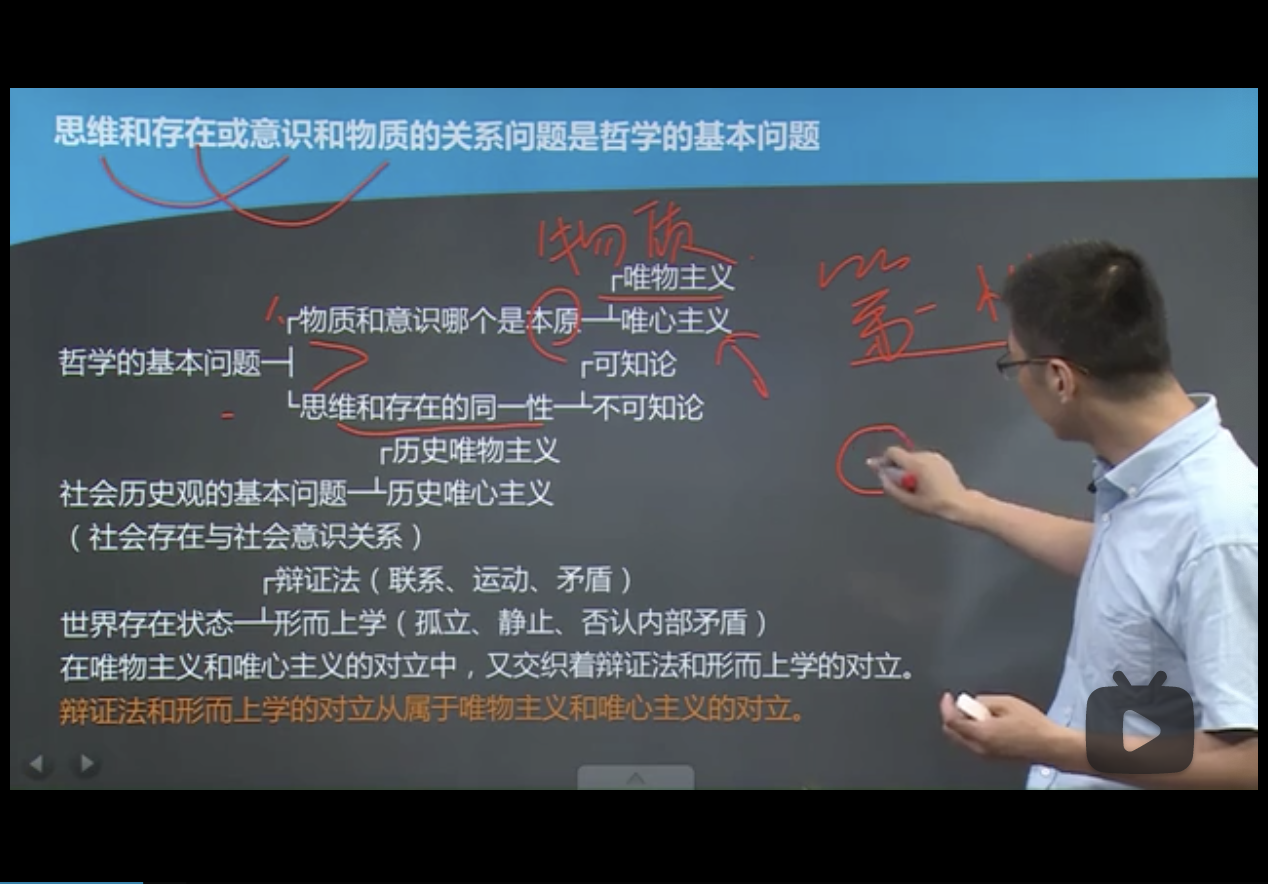 思维和存在或意识和物质的关系问题是哲学的基本问题
物质
唯物主义
物质和意识哪个是本原
唯心主义
第一
哲学的基本问题
可知论
思维和存在的同一性
不可知论
历史唯物主义
社会历史观的基本问题
历史唯心主义
（社会存在与社会意识关系）
辩证法（联系、运动、矛盾）
世界存在状态
形而上学（孤立、静止、否认内部矛盾）
在唯物主义和唯心主义的对立中，又交织着辩证法和形而上学的对立。
辩证法和形而上学的对立从属于唯物主义和唯心主义的对立。